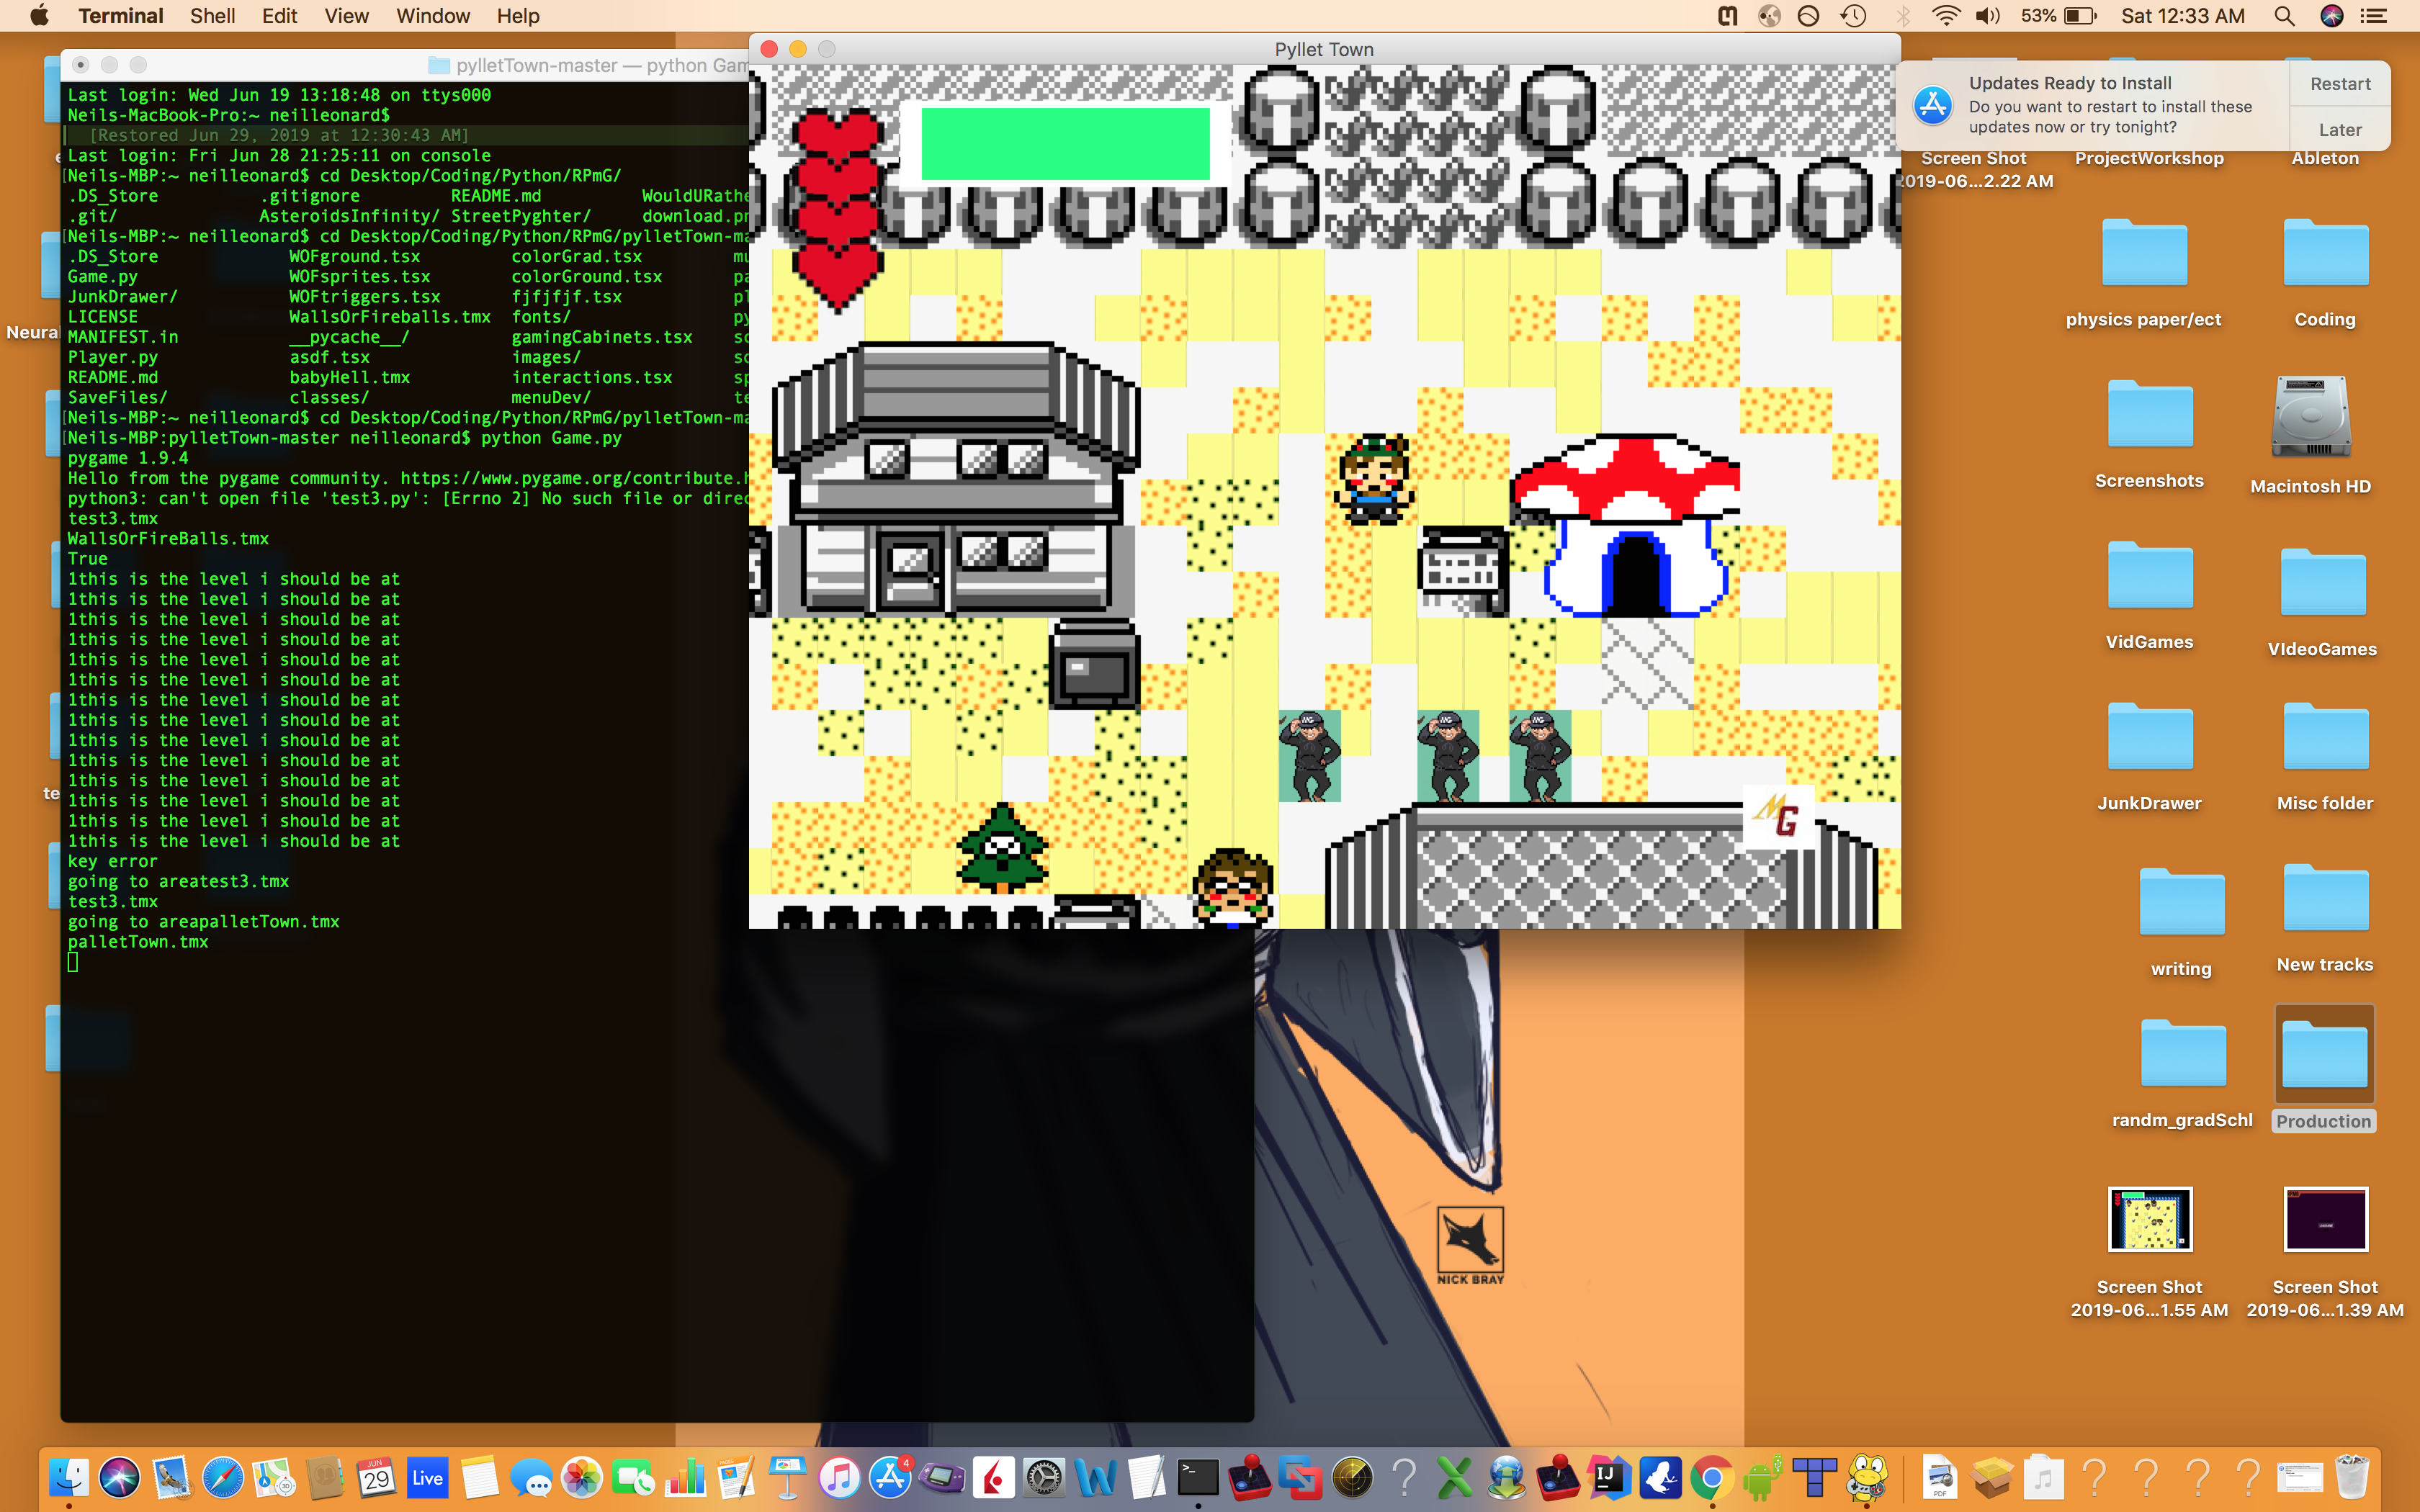 Terminal Shell Edit View Window Help 53% Sat 12:33 AM
pylletTown-master — python Gam
Last login: Wed Jun 19 13:18:48 on ttys000
Neils-MacBook-Pro:~ neilleonard$
[Restored Jun 29, 2019 at 12:30:43 AM]
Last login: Fri Jun 28 21:25:11 on console
[Neils-MBP:~ neilleonard$ cd Desktop/Coding/Python/RPmG/
.DS_Store .gitignore README.md WouldURathe
.git/ AsteroidsInfinity/ StreetPyghter/ download.pn
[Neils-MBP:~ neilleonard$ cd Desktop/Coding/Python/RPmG/pylletTown-ma
.DS_Store WOFground.tsx colorGrad.tsx mu
Game.py WOFsprites.tsx colorGround.tsx pa
JunkDrawer/ WOFtriggers.tsx fjfjfjf.tsx pl
LICENSE WallsOrFireballs.tmx fonts/ py
MANIFEST.in __pycache__/ gamingCabinets.tsx sc
Player.py asdf.tsx images/ so
README.md babyHell.tmx interactions.tsx sp
SaveFiles/ classes/ menuDev/ te
[Neils-MBP:~ neilleonard$ cd Desktop/Coding/Python/RPmG/pylletTown-ma
[Neils-MBP:pylletTown-master neilleonard$ python Game.py
pygame 1.9.4
Hello from the pygame community. https://www.pygame.org/contribute.h
python3: can't open file 'test3.py': [Errno 2] No such file or direc
test3.tmx
WallsOrFireBalls.tmx
True
1this is the level i should be at
1this is the level i should be at
1this is the level i should be at
1this is the level i should be at
1this is the level i should be at
1this is the level i should be at
1this is the level i should be at
1this is the level i should be at
1this is the level i should be at
1this is the level i should be at
1this is the level i should be at
1this is the level i should be at
1this is the level i should be at
1this is the level i should be at
key error
going to areatest3.tmx
test3.tmx
going to areapalletTown.tmx
palletTown.tmx
Pyllet Town
MG
MG
MG
MG
Updates Ready to Install
Do you want to restart to install these
updates now or try tonight?
Restart
Later
Screen Shot
2019-06...2.22 AM
ProjectWorkshop
Ableton
physics paper/ect
Coding
Screenshots
Macintosh HD
VidGames
VIdeoGames
JunkDrawer
Misc folder
writing
New tracks
randm_gradSchl
Production
Screen Shot
2019-06...1.55 AM
Screen Shot
2019-06...1.39 AM
Neural
te
NICK BRAY
JUN
29
Live
4
IJ
PDF